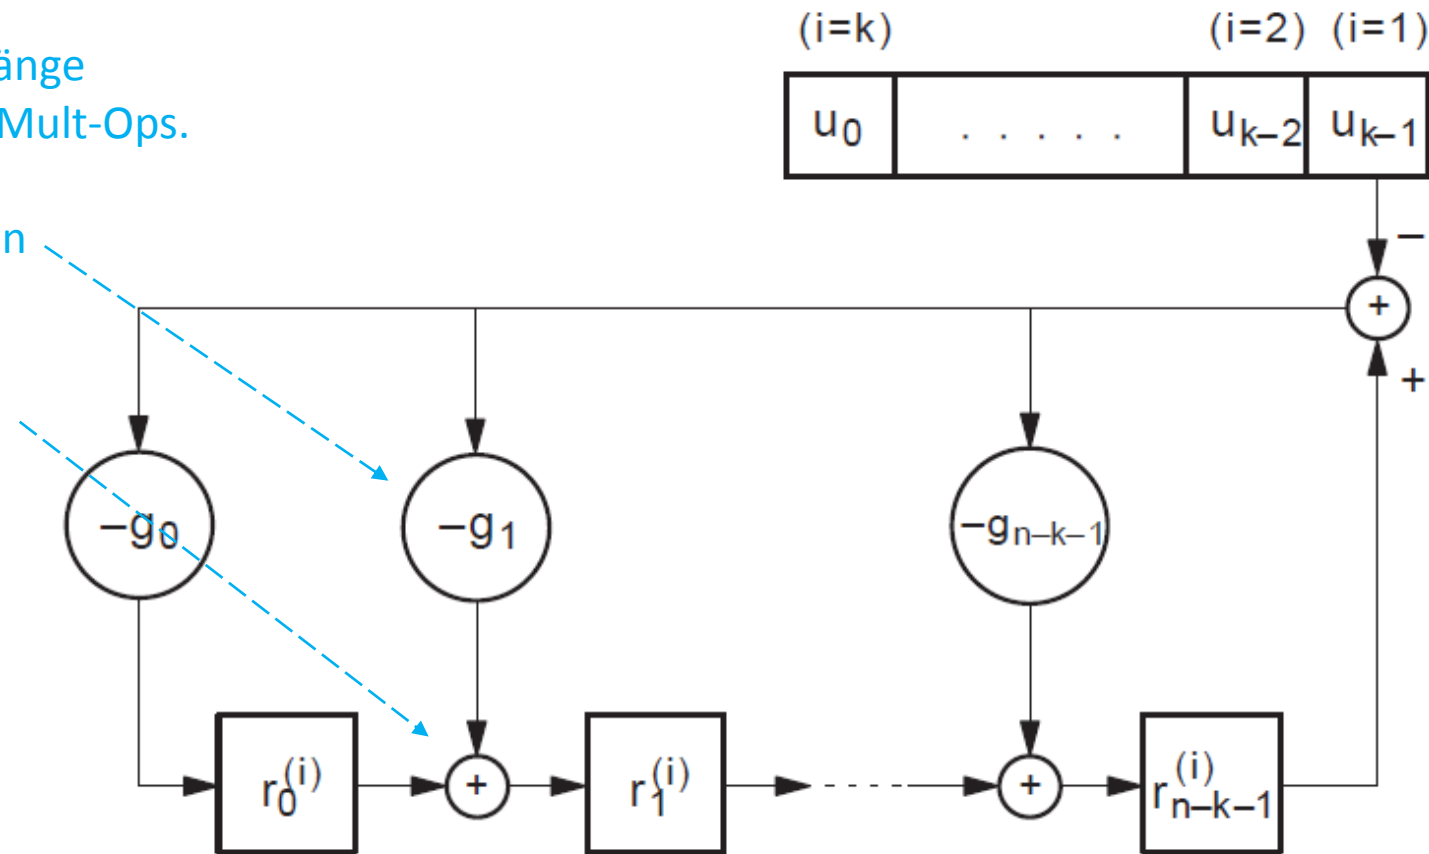 änge
Mult-Ops.
n
(i=k) (i=2) (i=1)
u0 . . . . . uk–2 uk–1
–
+
+
–g0 –g1 –gn–k–1
r0(i) + r1(i) + rn–k–1(i)